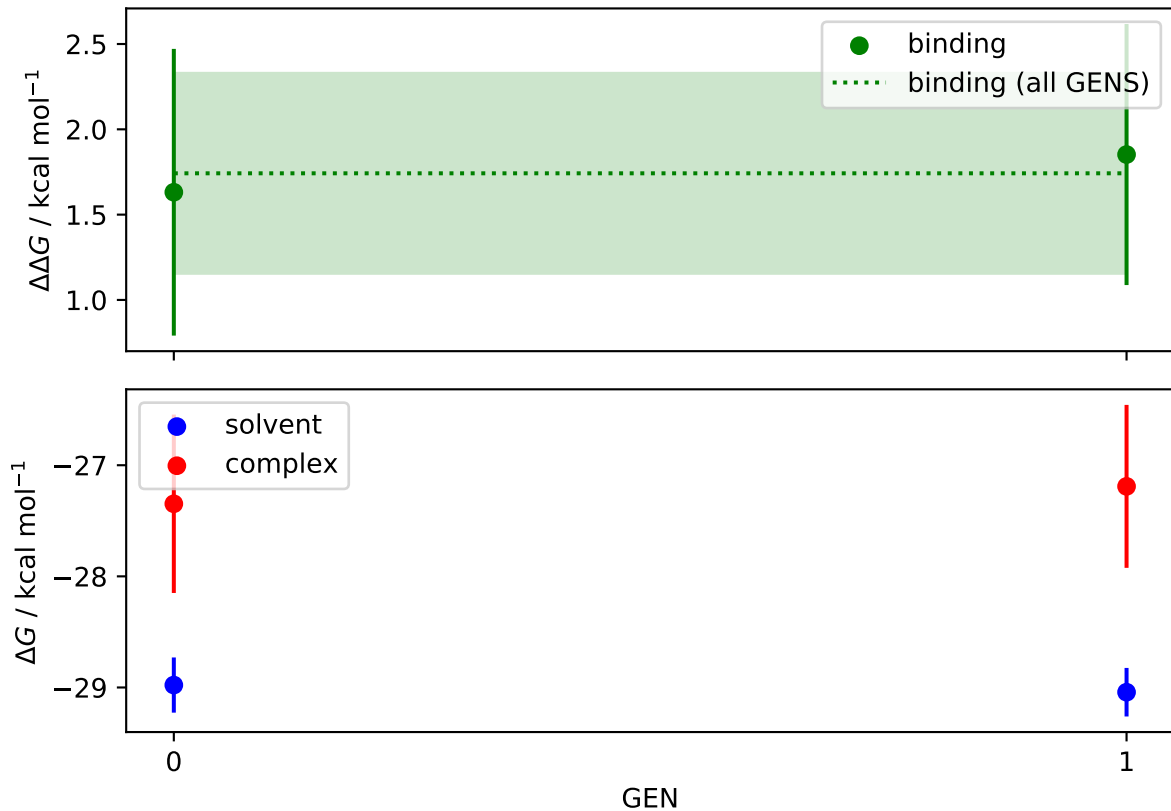 ΔΔG / kcal mol⁻¹
2.5
2.0
1.5
1.0
binding
binding (all GENS)
ΔG / kcal mol⁻¹
−27
−28
−29
solvent
complex
0
1
GEN